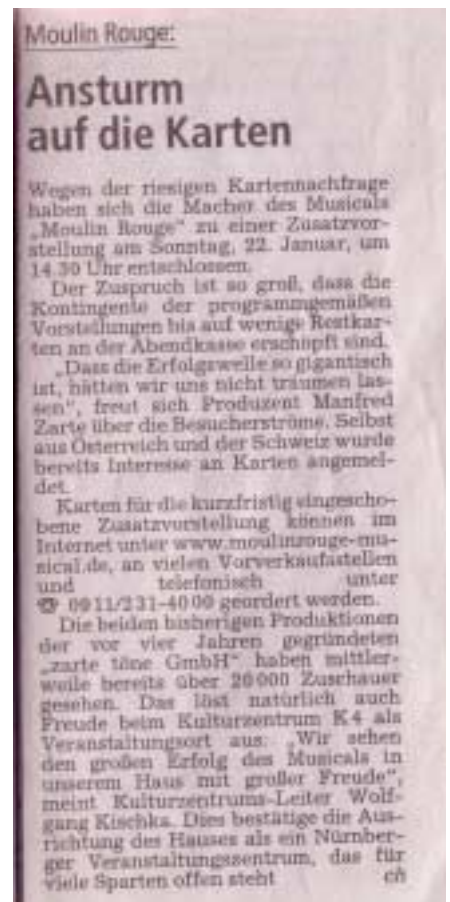 Moulin Rouge:
Ansturm
auf die Karten
Wegen der riesigen Kartennachfrage
haben sich die Macher des Musicals
„Moulin Rouge“ zu einer Zusatzvor-
stellung am Sonntag, 22. Januar, um
14.30 Uhr entschlossen.
Der Zuspruch ist so groß, dass die
Kontingente der programmgemäßen
Vorstellungen bis auf wenige Restkar-
ten an der Abendkasse erschöpft sind.
„Dass die Erfolgswelle so gigantisch
ist, hätten wir uns nicht träumen las-
sen“, freut sich Produzent Manfred
Zarte über die Besucherströme. Selbst
aus Österreich und der Schweiz wurde
bereits Interesse an Karten angemel-
det.
Karten für die kurzfristig eingescho-
bene Zusatzvorstellung können im
Internet unter www.moulinrouge-mu-
sical.de, an vielen Vorverkaufsstellen
und telefonisch unter
☎ 0911/231-4000 geordert werden.
Die beiden bisherigen Produktionen
der vor vier Jahren gegründeten
„zarte töne GmbH“ haben mittler-
weile bereits über 20000 Zuschauer
gesehen. Das löst natürlich auch
Freude beim Kulturzentrum K4 als
Veranstaltungsort aus: „Wir sehen
den großen Erfolg des Musicals in
unserem Haus mit großer Freude“,
meint Kulturzentrums-Leiter Wolf-
gang Kischka. Dies bestätige die Aus-
richtung des Hauses als ein Nürnber-
ger Veranstaltungszentrum, das für
viele Sparten offen steht ch